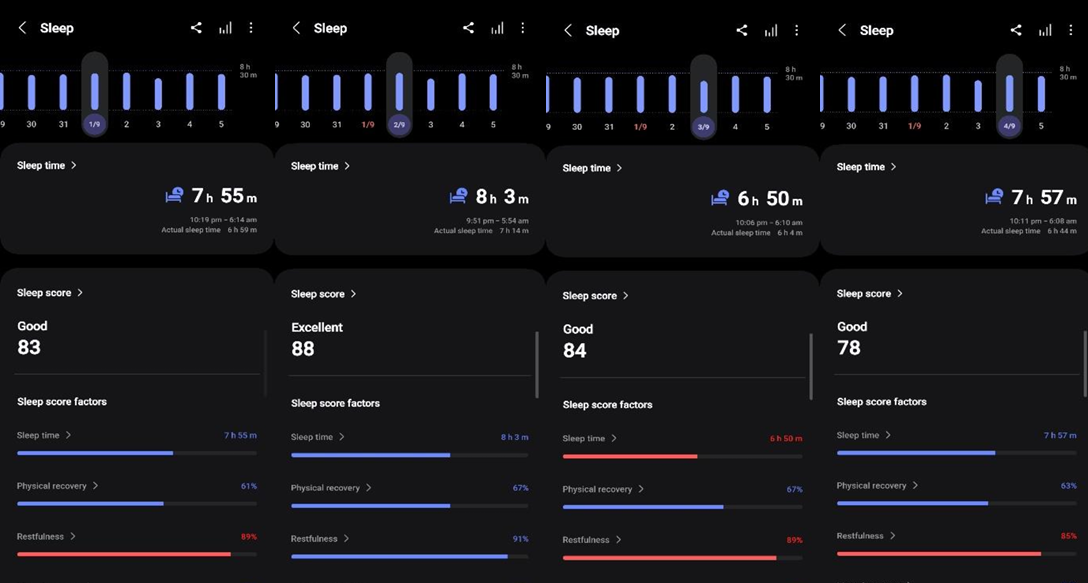 Sleep
8 h
30 m
9 30 31 1/9 2 3 4 5
Sleep time
7 h 55 m
10:19 pm – 6:14 am
Actual sleep time 6 h 59 m
Sleep score
Good
83
Sleep score factors
Sleep time 7 h 55 m
Physical recovery 61%
Restfulness 89%
Sleep
8 h
30 m
9 30 31 1/9 2/9 3 4 5
Sleep time
8 h 3 m
9:51 pm – 5:54 am
Actual sleep time 7 h 14 m
Sleep score
Excellent
88
Sleep score factors
Sleep time 8 h 3 m
Physical recovery 67%
Restfulness 91%
Sleep
8 h
30 m
9 30 31 1/9 2 3/9 4 5
Sleep time
6 h 50 m
10:06 pm – 6:10 am
Actual sleep time 6 h 4 m
Sleep score
Good
84
Sleep score factors
Sleep time 6 h 50 m
Physical recovery 67%
Restfulness 89%
Sleep
8 h
30 m
9 30 31 1/9 2 3 4/9 5
Sleep time
7 h 57 m
10:11 pm – 6:08 am
Actual sleep time 6 h 44 m
Sleep score
Good
78
Sleep score factors
Sleep time 7 h 57 m
Physical recovery 63%
Restfulness 85%